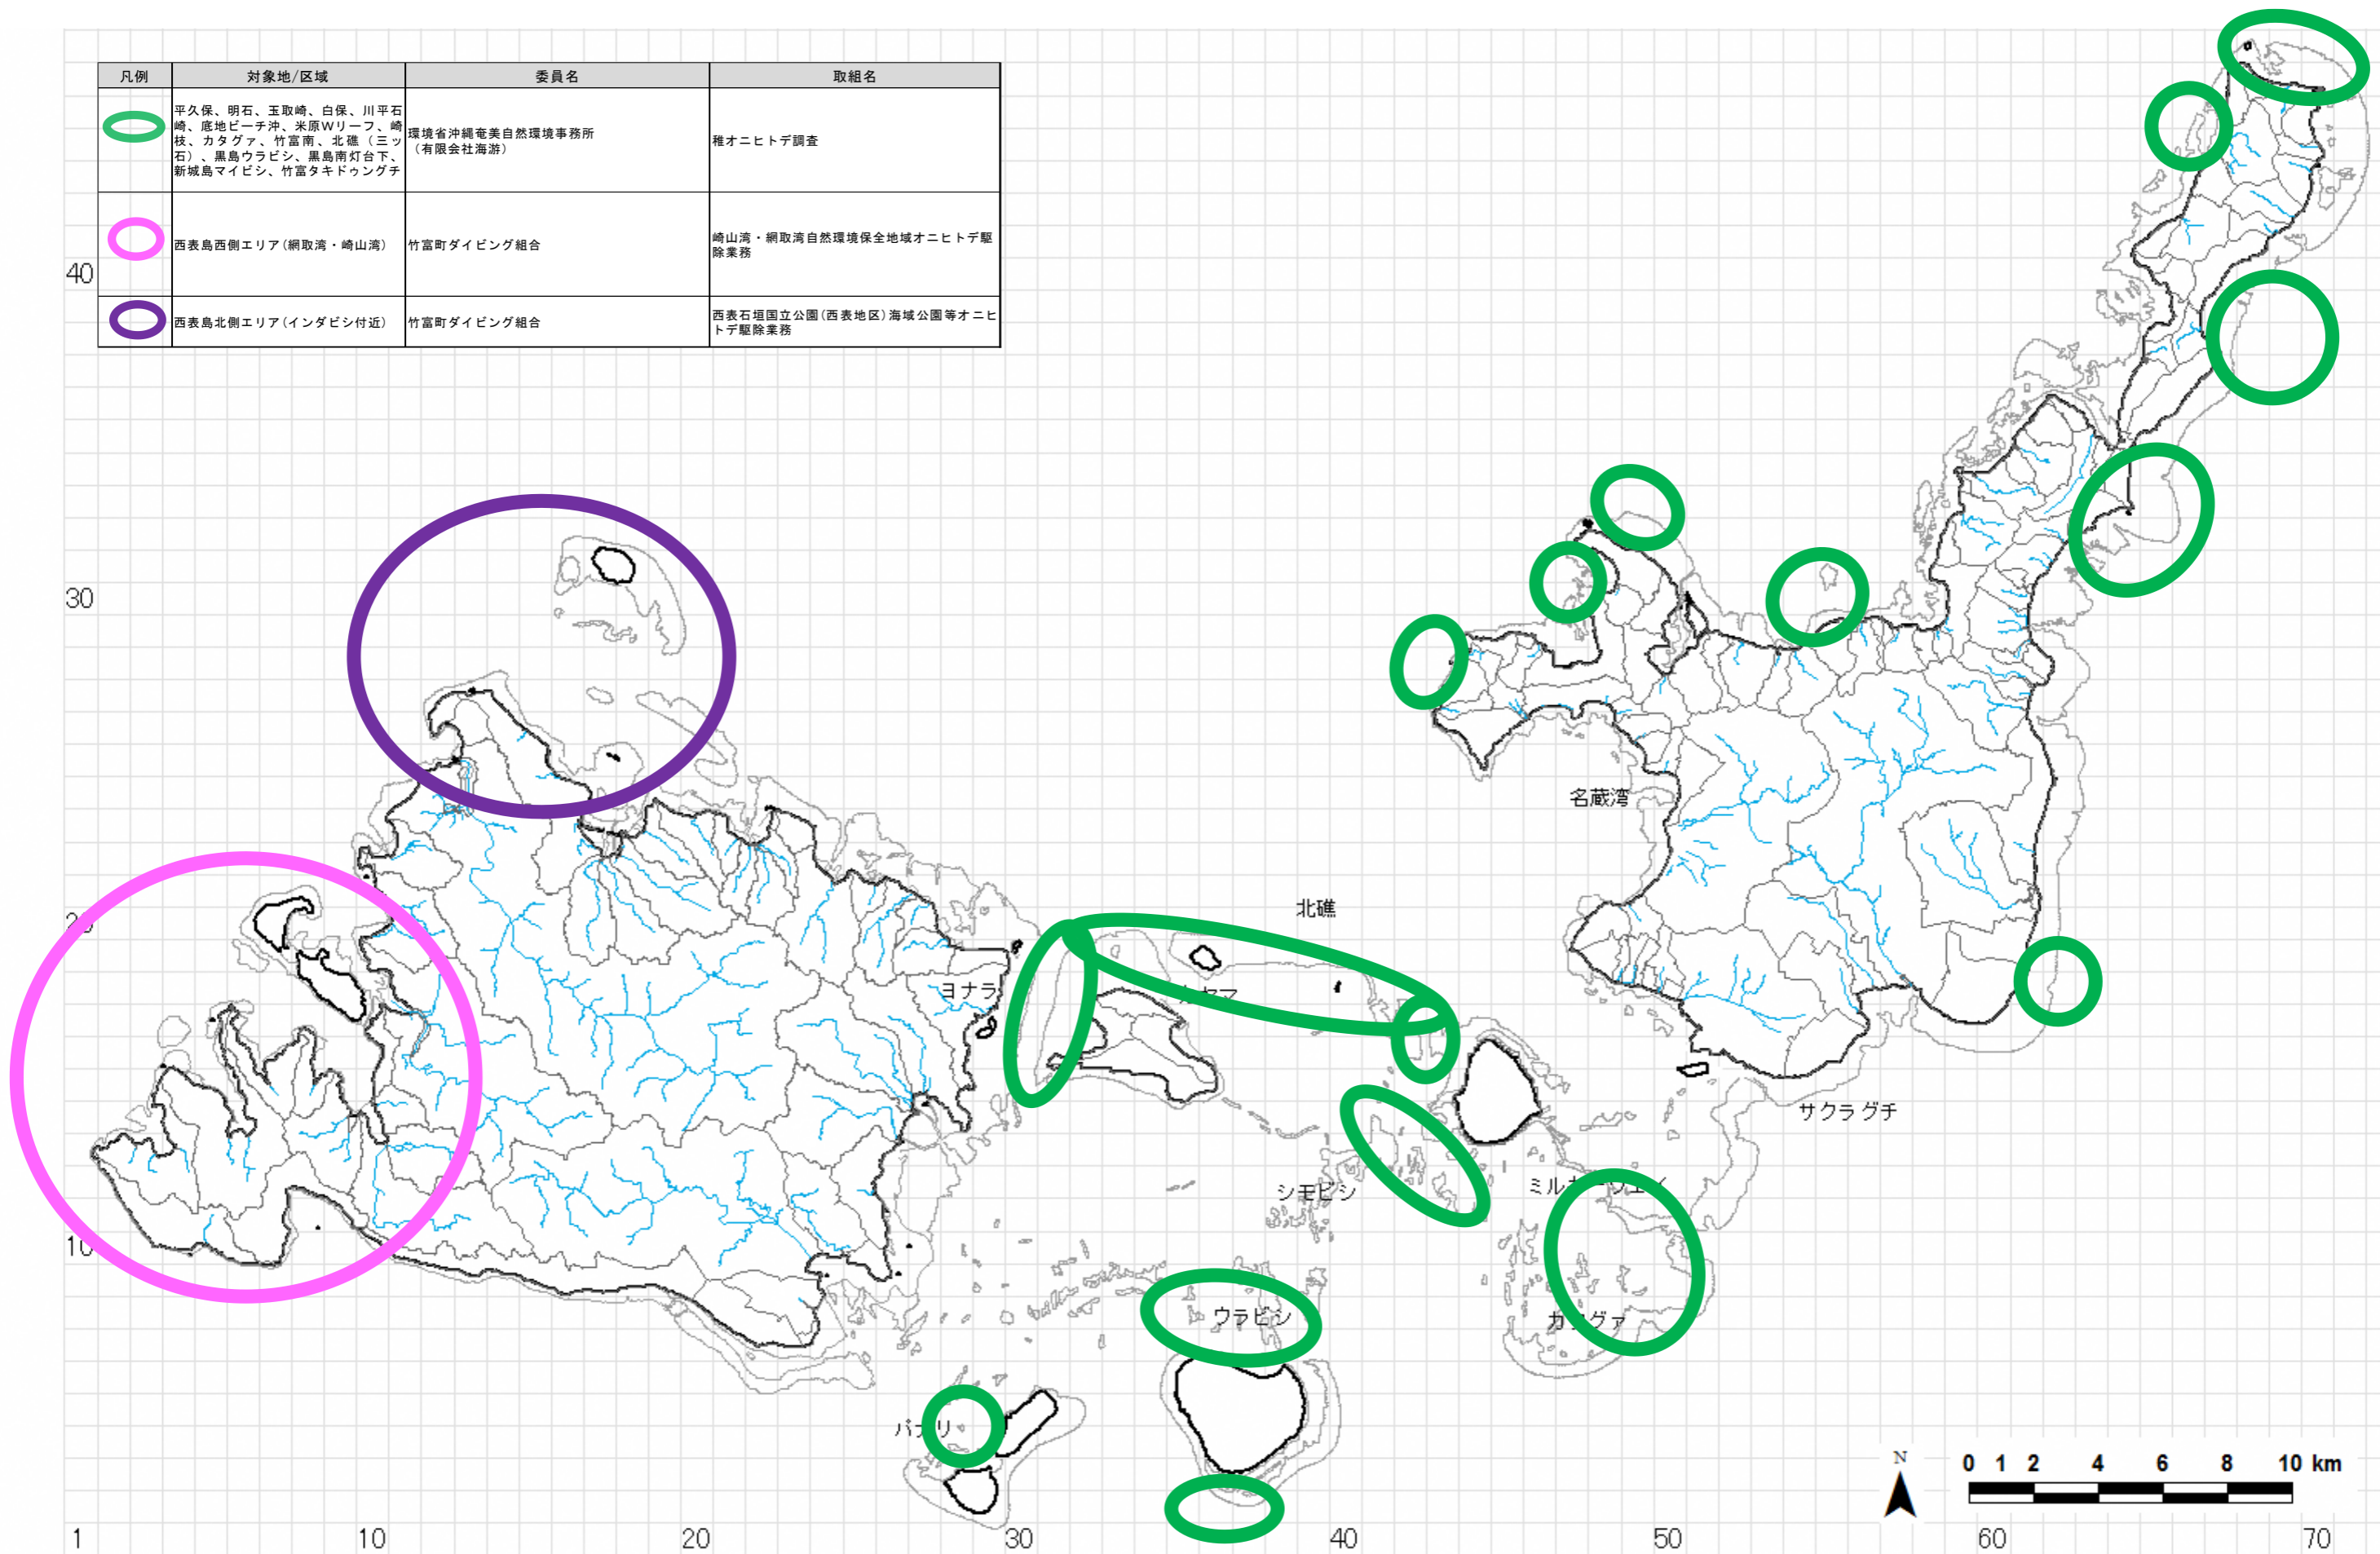 凡例 対象地/区域 委員名 取組名
平久保、明石、玉取崎、白保、川平石
崎、底地ビーチ沖、米原Wリーフ、崎
枝、カタグァ、竹富南、北礁（三ッ
石）、黒島ウラビシ、黒島南灯台下、
新城島マイビシ、竹富タキドゥングチ
環境省沖縄奄美自然環境事務所
（有限会社海游）
稚オニヒトデ調査
西表島西側エリア(網取湾・崎山湾)
竹富町ダイビング組合
崎山湾・網取湾自然環境保全地域オニヒトデ駆
除業務
西表島北側エリア(インダビシ付近)
竹富町ダイビング組合
西表石垣国立公園(西表地区)海域公園等オニヒ
トデ駆除業務
40
30
名蔵湾
北礁
ヨナラ
サクラグチ
シモビシ
10
ウラビシ
カタグァ
パナリ
N
0 1 2 4 6 8 10 km
1 10 20 30 40 50 60 70